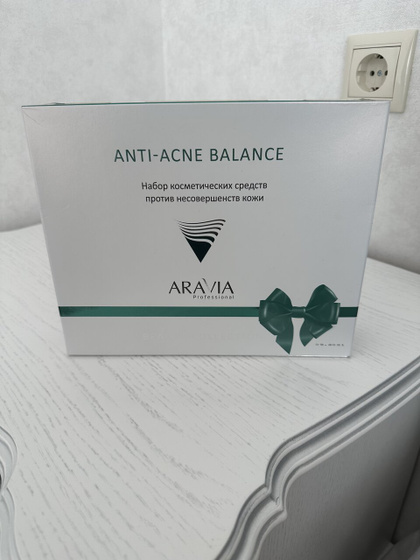 ANTI-ACNE BALANCE
Набор косметических средств
против несовершенств кожи
ARAVIA
Professional